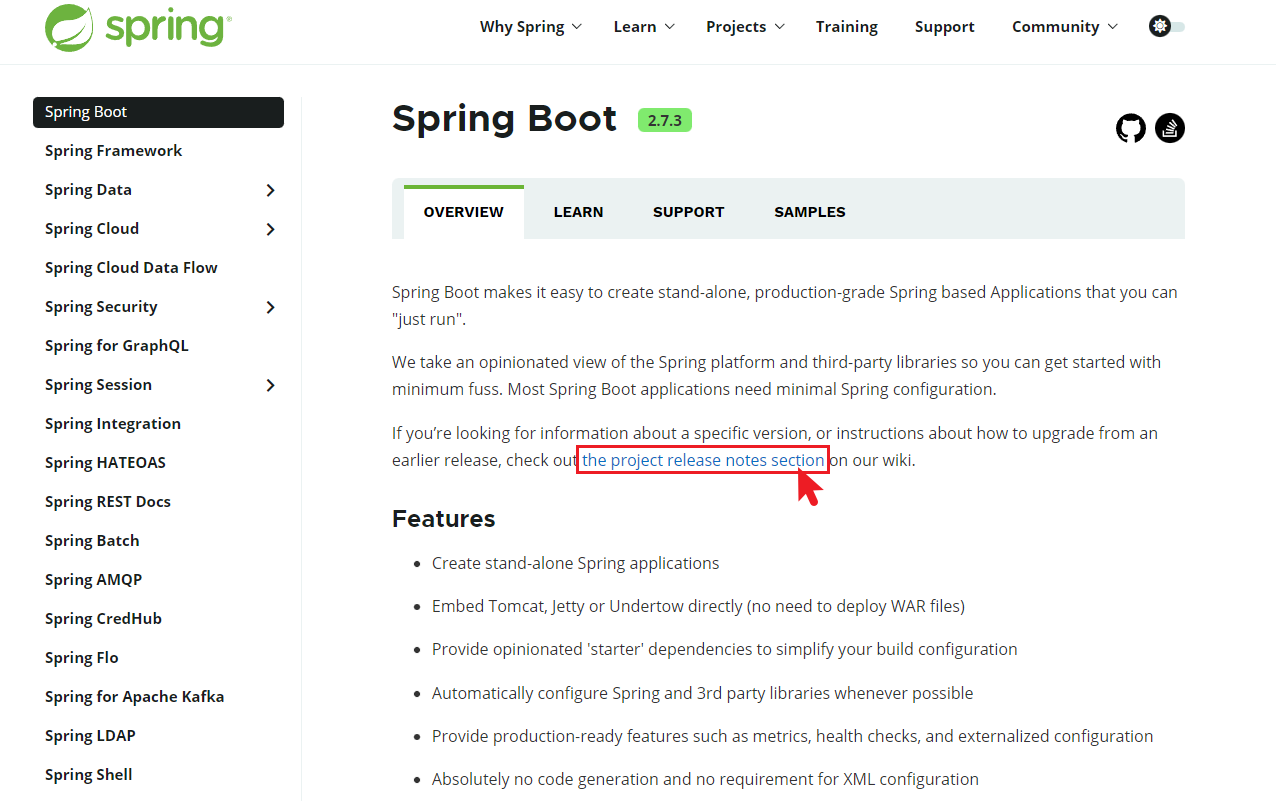 spring
Why Spring
Learn
Projects
Training
Support
Community
Spring Boot
Spring Framework
Spring Data
Spring Cloud
Spring Cloud Data Flow
Spring Security
Spring for GraphQL
Spring Session
Spring Integration
Spring HATEOAS
Spring REST Docs
Spring Batch
Spring AMQP
Spring CredHub
Spring Flo
Spring for Apache Kafka
Spring LDAP
Spring Shell
Spring Boot 2.7.3
OVERVIEW
LEARN
SUPPORT
SAMPLES
Spring Boot makes it easy to create stand-alone, production-grade Spring based Applications that you can
"just run".
We take an opinionated view of the Spring platform and third-party libraries so you can get started with
minimum fuss. Most Spring Boot applications need minimal Spring configuration.
If you’re looking for information about a specific version, or instructions about how to upgrade from an
earlier release, check out the project release notes section on our wiki.
Features
• Create stand-alone Spring applications
• Embed Tomcat, Jetty or Undertow directly (no need to deploy WAR files)
• Provide opinionated 'starter' dependencies to simplify your build configuration
• Automatically configure Spring and 3rd party libraries whenever possible
• Provide production-ready features such as metrics, health checks, and externalized configuration
• Absolutely no code generation and no requirement for XML configuration